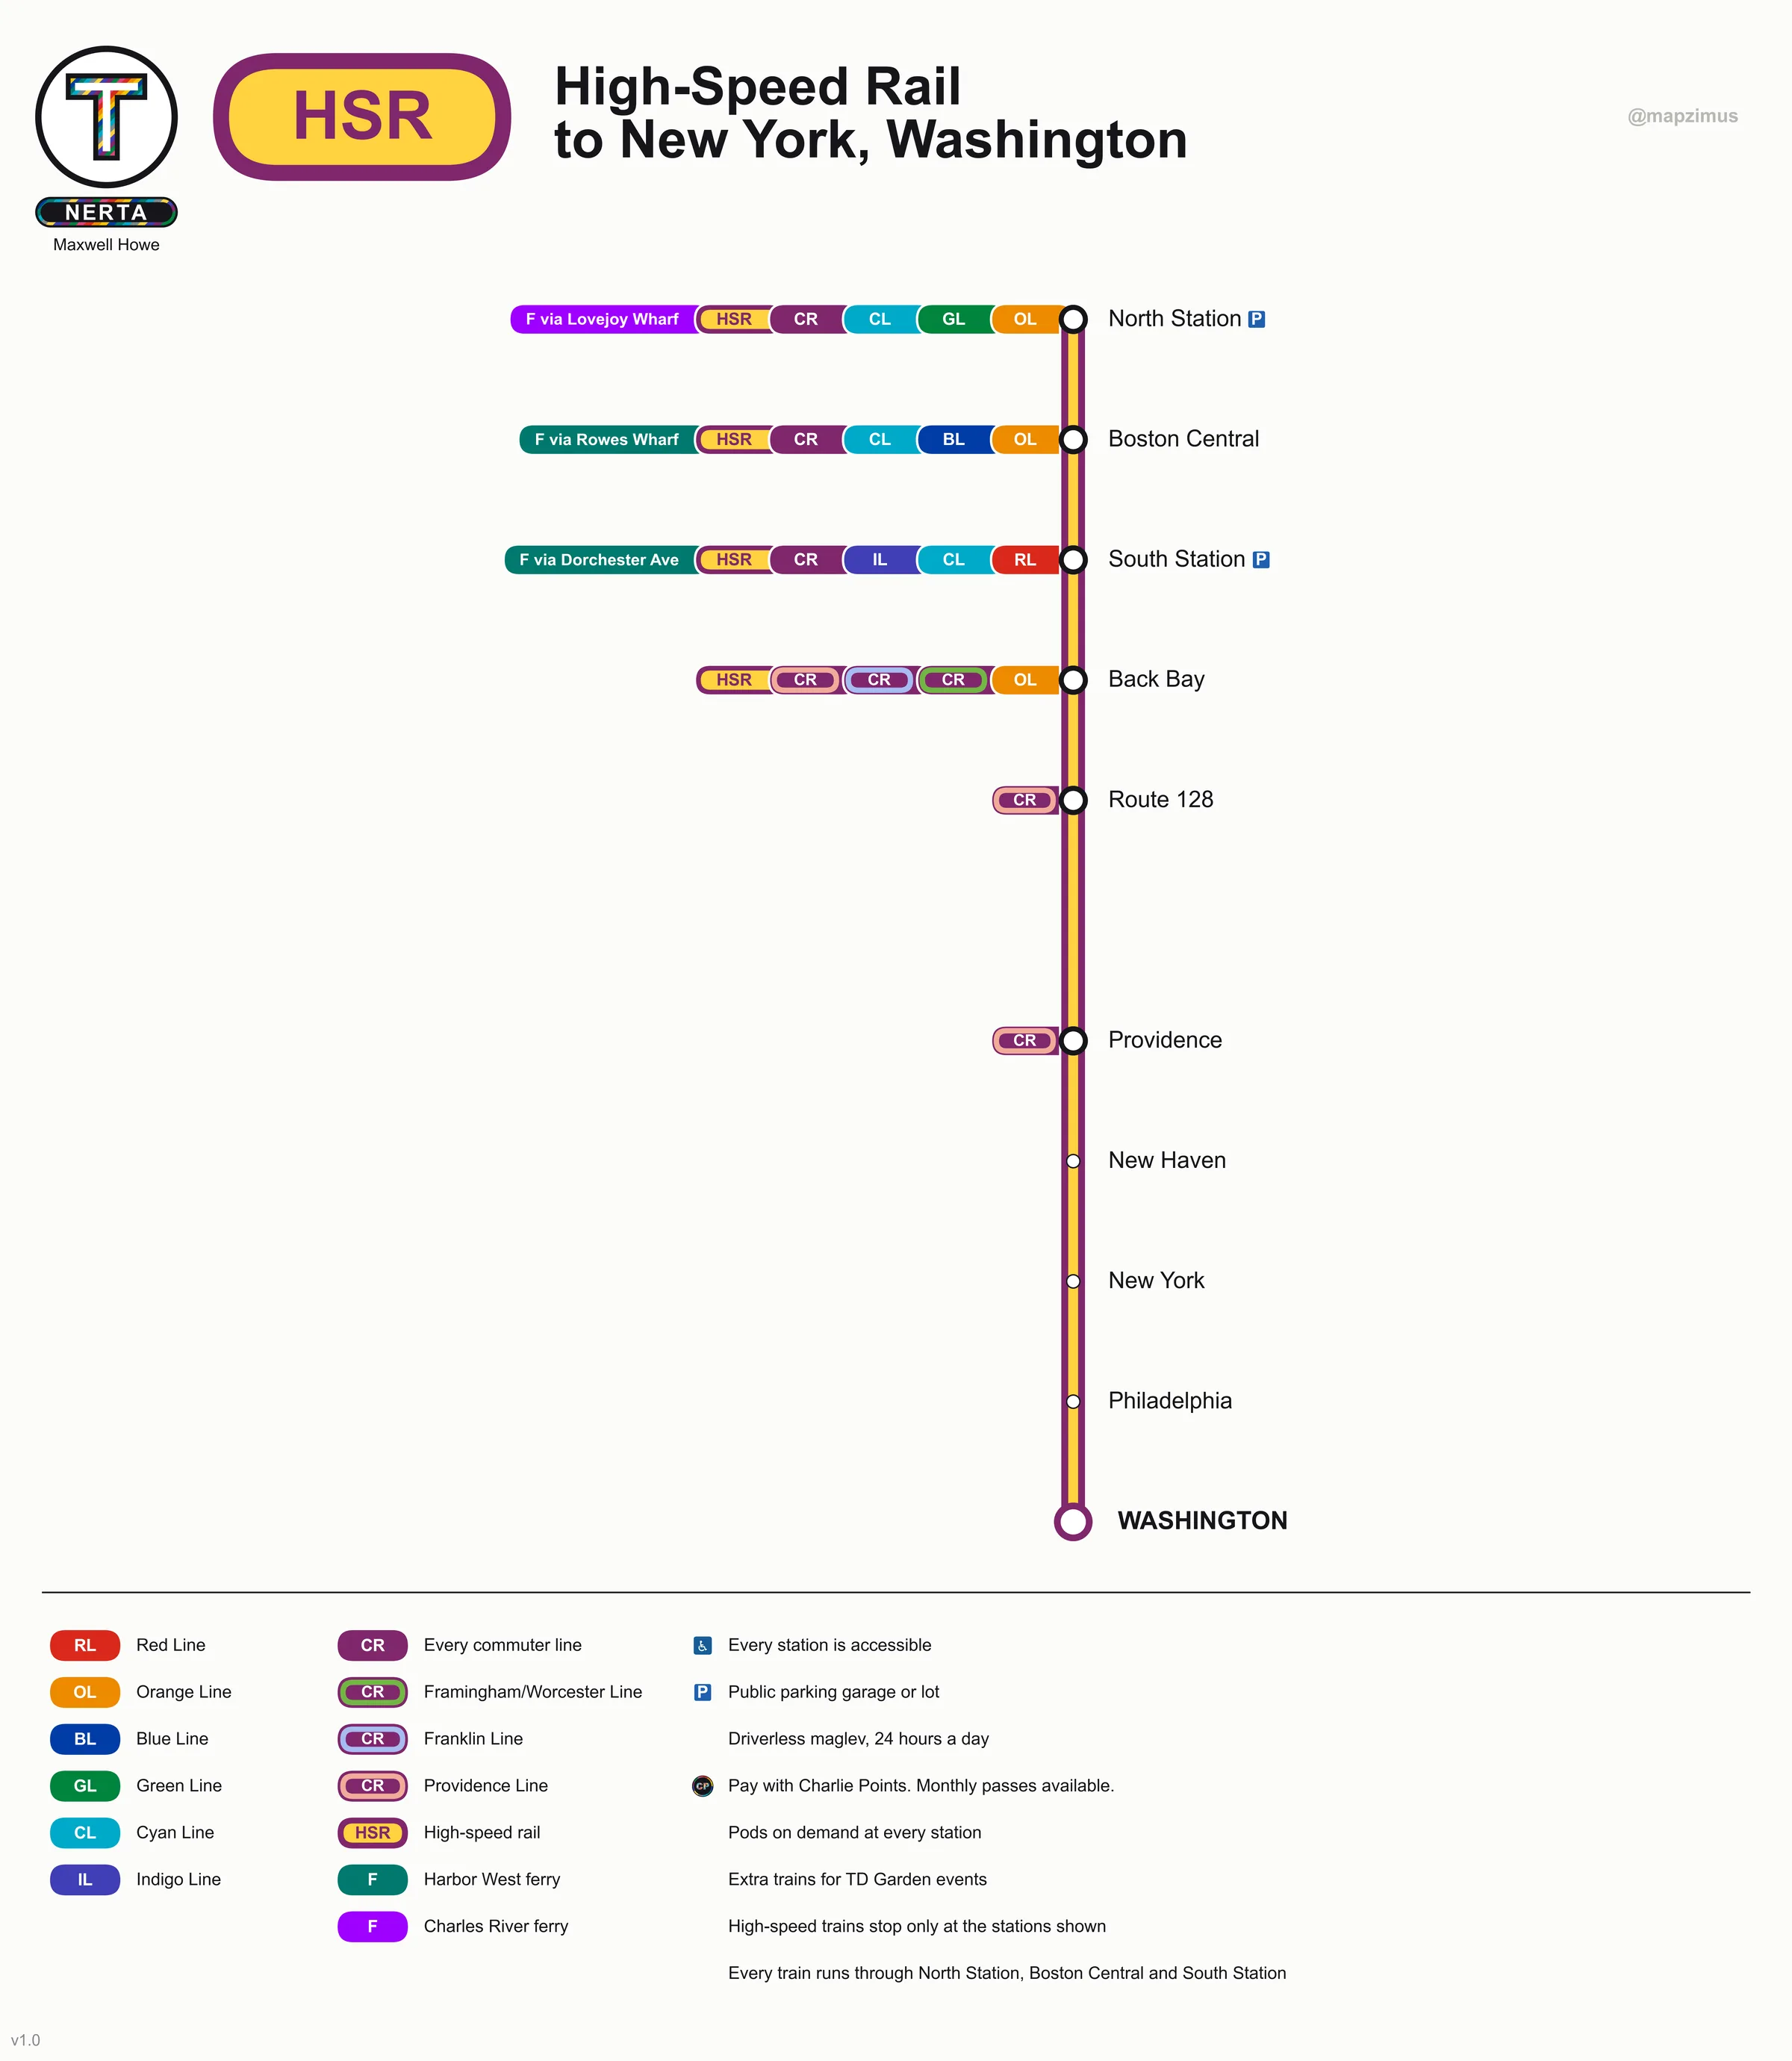 T
NERTA
Maxwell Howe
HSR
High-Speed Rail
to New York, Washington
@mapzimus
F via Lovejoy Wharf HSR CR CL GL OL North Station P
F via Rowes Wharf HSR CR CL BL OL Boston Central
F via Dorchester Ave HSR CR IL CL RL South Station P
HSR CR CR CR OL Back Bay
CR Route 128
CR Providence
New Haven
New York
Philadelphia
WASHINGTON
RL Red Line
OL Orange Line
BL Blue Line
GL Green Line
CL Cyan Line
IL Indigo Line
CR Every commuter line
CR Framingham/Worcester Line
CR Franklin Line
CR Providence Line
HSR High-speed rail
F Harbor West ferry
F Charles River ferry
Every station is accessible
P Public parking garage or lot
Driverless maglev, 24 hours a day
CP Pay with Charlie Points. Monthly passes available.
Pods on demand at every station
Extra trains for TD Garden events
High-speed trains stop only at the stations shown
Every train runs through North Station, Boston Central and South Station
v1.0